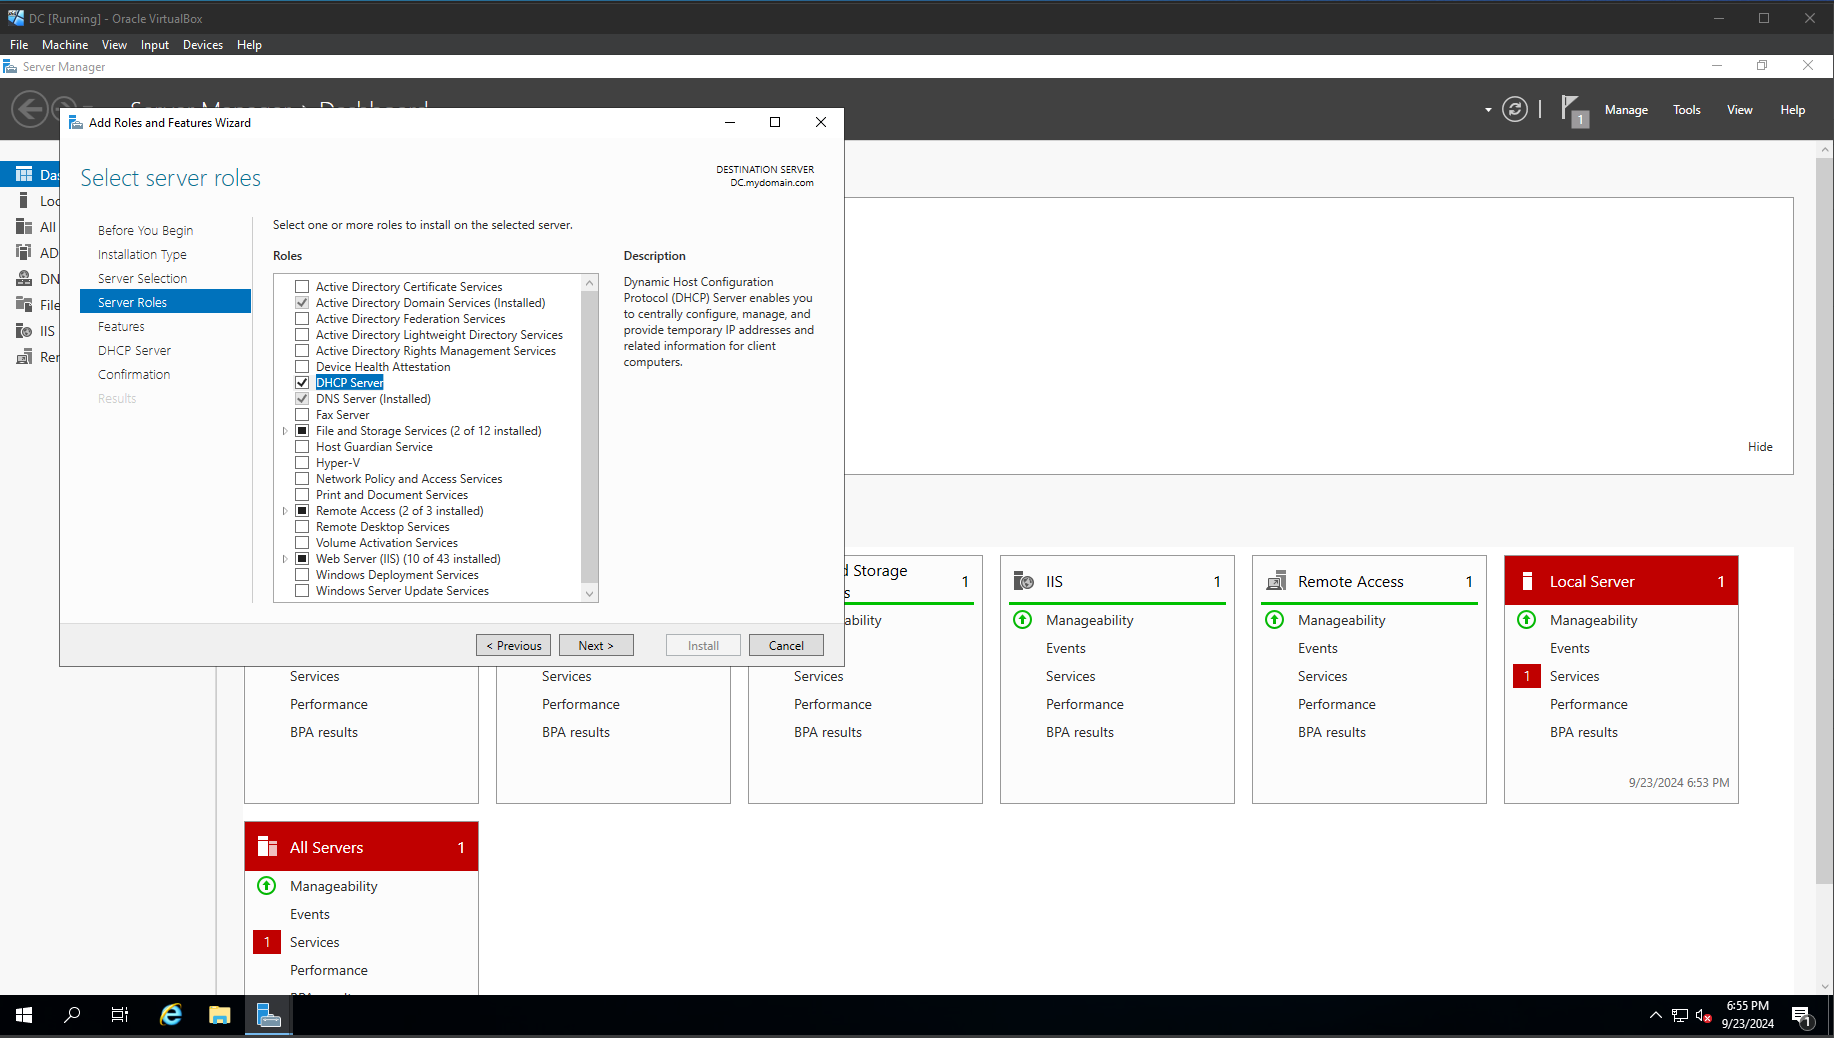 DC [Running] - Oracle VirtualBox
File Machine View Input Devices Help
Server Manager
Server Manager › Dashboard
1
Manage Tools View Help
Add Roles and Features Wizard
Select server roles
DESTINATION SERVER
DC.mydomain.com
Das
Loc
All
AD
DN
File
IIS
Rem
Before You Begin
Installation Type
Server Selection
Server Roles
Features
DHCP Server
Confirmation
Results
Select one or more roles to install on the selected server.
Roles
Active Directory Certificate Services
Active Directory Domain Services (Installed)
Active Directory Federation Services
Active Directory Lightweight Directory Services
Active Directory Rights Management Services
Device Health Attestation
DHCP Server
DNS Server (Installed)
Fax Server
File and Storage Services (2 of 12 installed)
Host Guardian Service
Hyper-V
Network Policy and Access Services
Print and Document Services
Remote Access (2 of 3 installed)
Remote Desktop Services
Volume Activation Services
Web Server (IIS) (10 of 43 installed)
Windows Deployment Services
Windows Server Update Services
Description
Dynamic Host Configuration
Protocol (DHCP) Server enables you
to centrally configure, manage, and
provide temporary IP addresses and
related information for client
computers.
< Previous Next > Install Cancel
Hide
Services
Performance
BPA results
Services
Performance
BPA results
d Storage
s
1
ability
Services
Performance
BPA results
IIS 1
Manageability
Events
Services
Performance
BPA results
Remote Access 1
Manageability
Events
Services
Performance
BPA results
Local Server 1
Manageability
Events
1 Services
Performance
BPA results
9/23/2024 6:53 PM
All Servers 1
Manageability
Events
1 Services
Performance
6:55 PM
9/23/2024
1